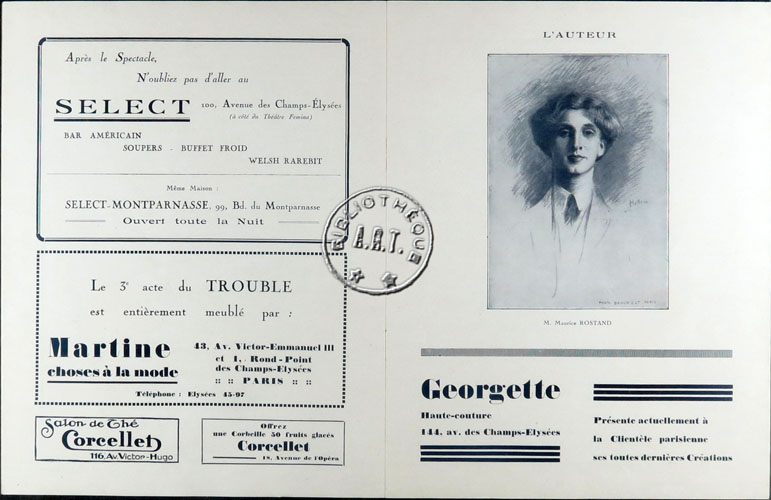 Après le Spectacle,
N'oubliez pas d'aller au
SELECT 100, Avenue des Champs-Élysées
(à côté du Théâtre Femina)
BAR AMÉRICAIN
SOUPERS - BUFFET FROID
WELSH RAREBIT
Même Maison :
SELECT-MONTPARNASSE, 99, Bd. du Montparnasse
Ouvert toute la Nuit
Le 3e acte du TROUBLE
est entièrement meublé par :
Martine
choses à la mode
43, Av. Victor-Emmanuel III
et 1, Rond-Point
des Champs-Elysées
:: :: PARIS :: ::
Téléphone : Elysées 45-97
Salon de Thé
Corcellet
116, Av. Victor-Hugo
Offrez
une Corbeille 50 fruits glacés
Corcellet
18, Avenue de l'Opéra
BIBLIOTHÈQUE
A.R.T.
L'AUTEUR
M. Maurice ROSTAND
Georgette
Haute-couture
144, av. des Champs-Elysées
Présente actuellement à
la Clientèle parisienne
ses toutes dernières Créations